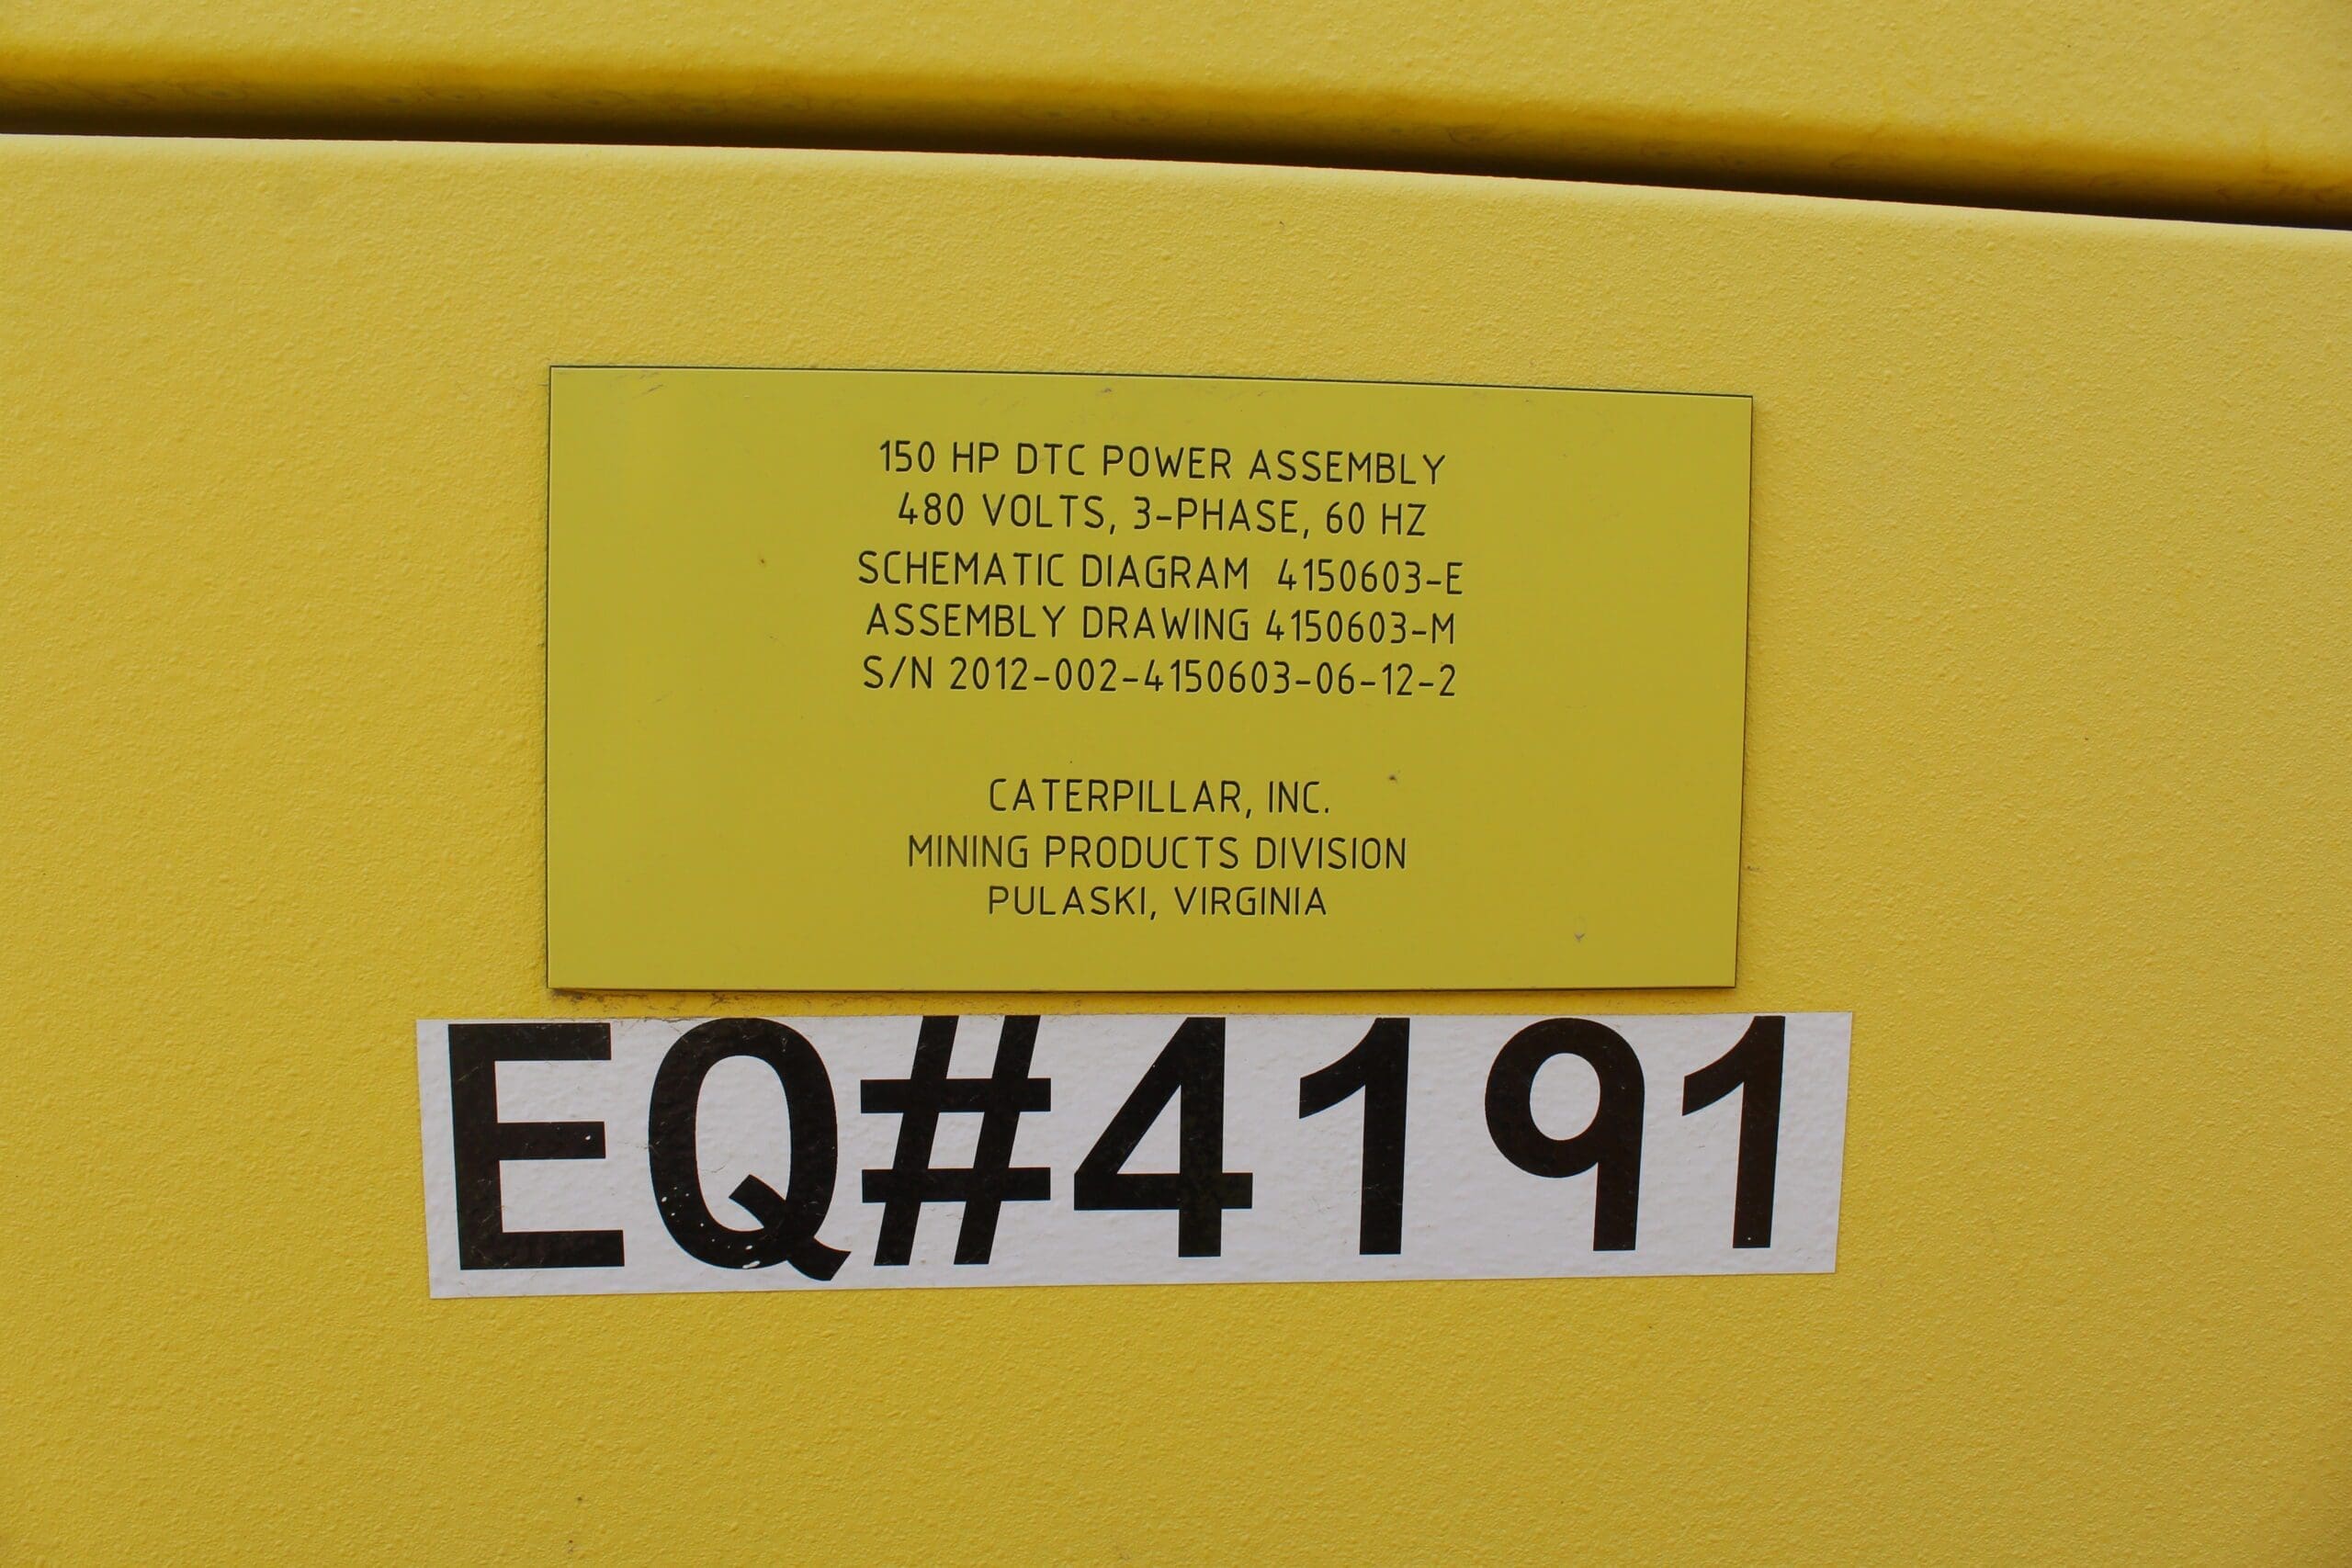 150 HP DTC POWER ASSEMBLY
480 VOLTS, 3-PHASE, 60 HZ
SCHEMATIC DIAGRAM 4150603-E
ASSEMBLY DRAWING 4150603-M
S/N 2012-002-4150603-06-12-2
CATERPILLAR, INC.
MINING PRODUCTS DIVISION
PULASKI, VIRGINIA
EQ#4191